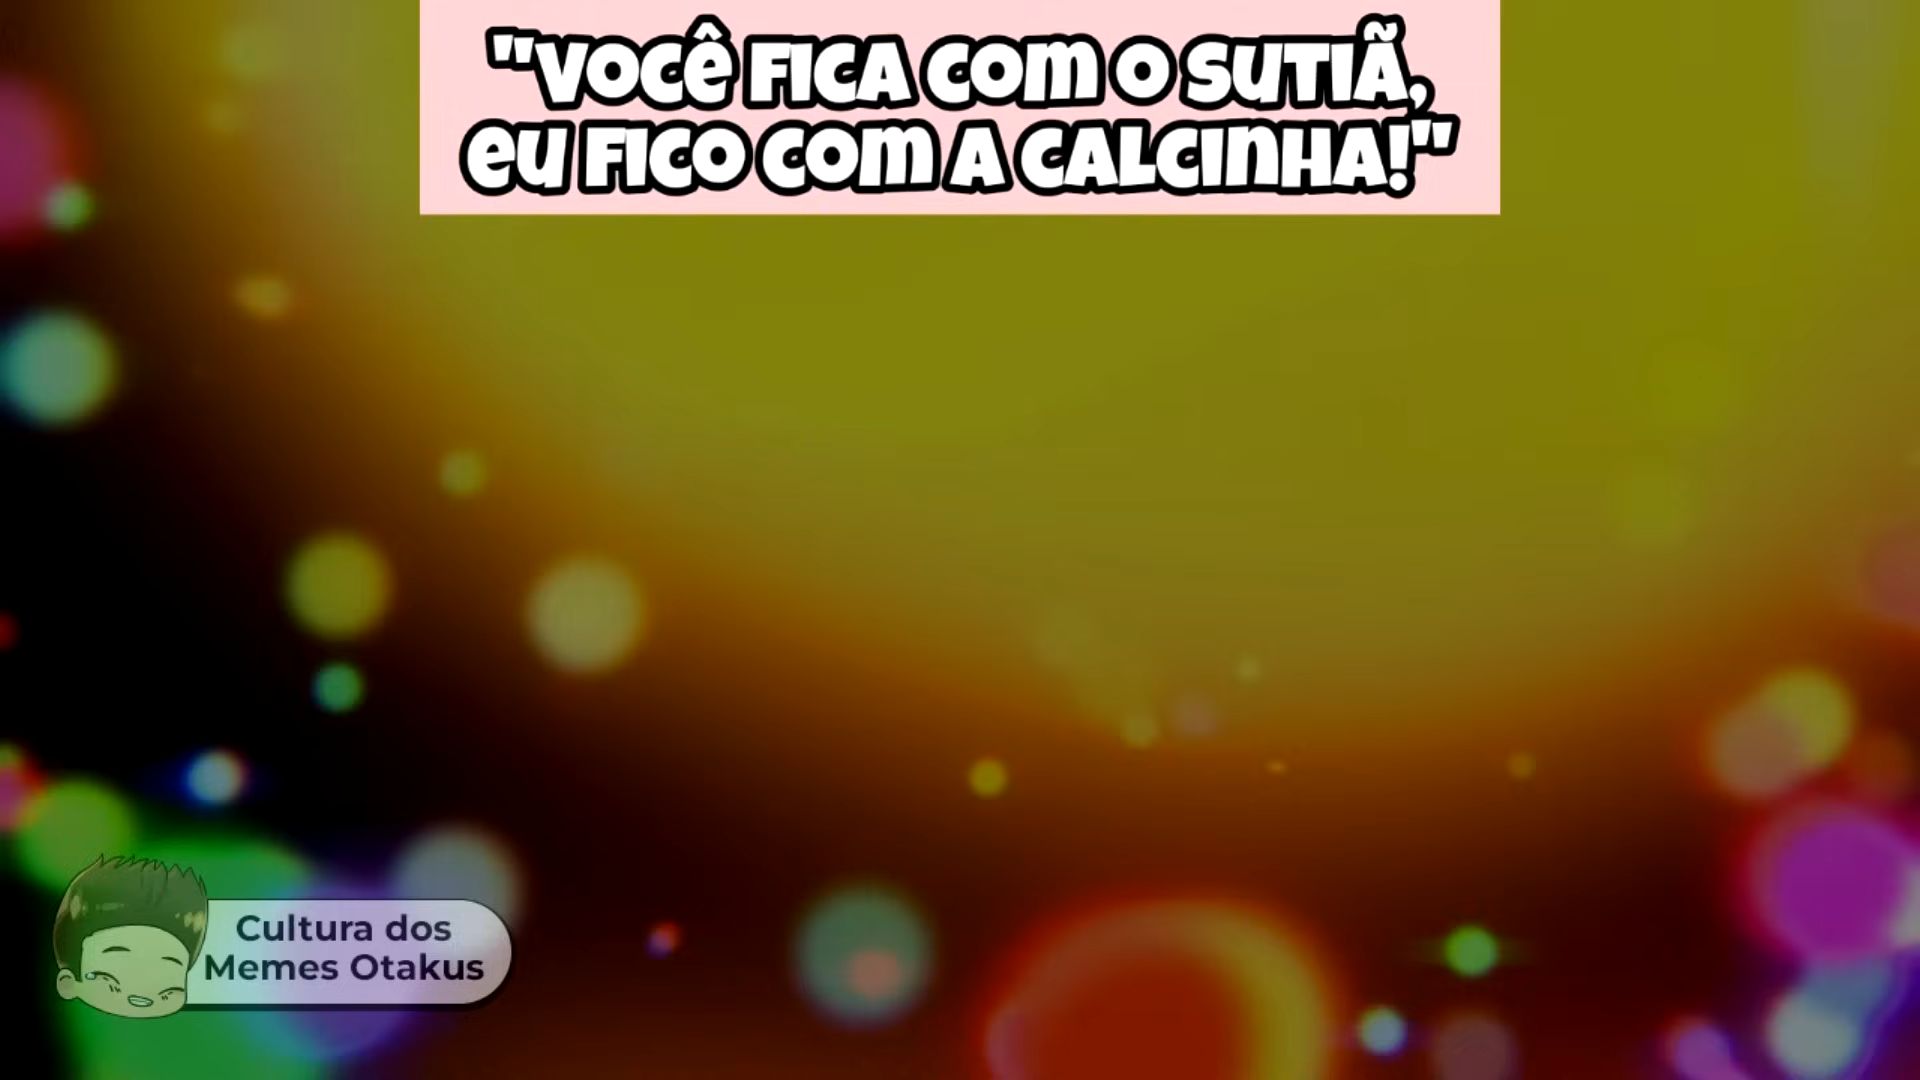 "VOCÊ FICA COM O SUTIÃ,
EU FICO COM A CALCINHA!"
Cultura dos
Memes Otakus